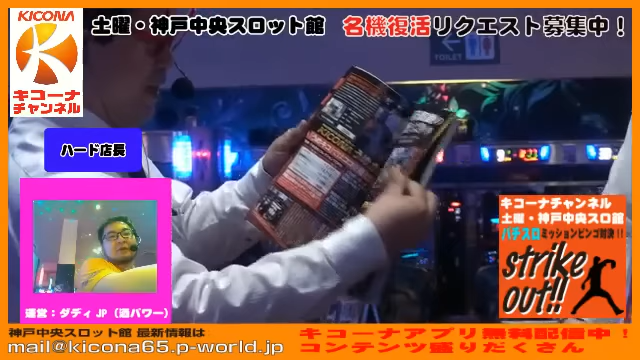 KICONA
キコーナ
チャンネル
土曜・神戸中央スロット館 名機復活リクエスト募集中！
TOILET
ハード店長
KICONA
キコーナチャンネル
土曜・神戸中央スロ館
パチスロミッションビンゴ対決!!
strike
out!!
運営：ダディ JP（酒パワー）
神戸中央スロット館 最新情報は
mail@kicona65.p-world.jp
キコーナアプリ無料配信中！
コンテンツ盛りだくさん